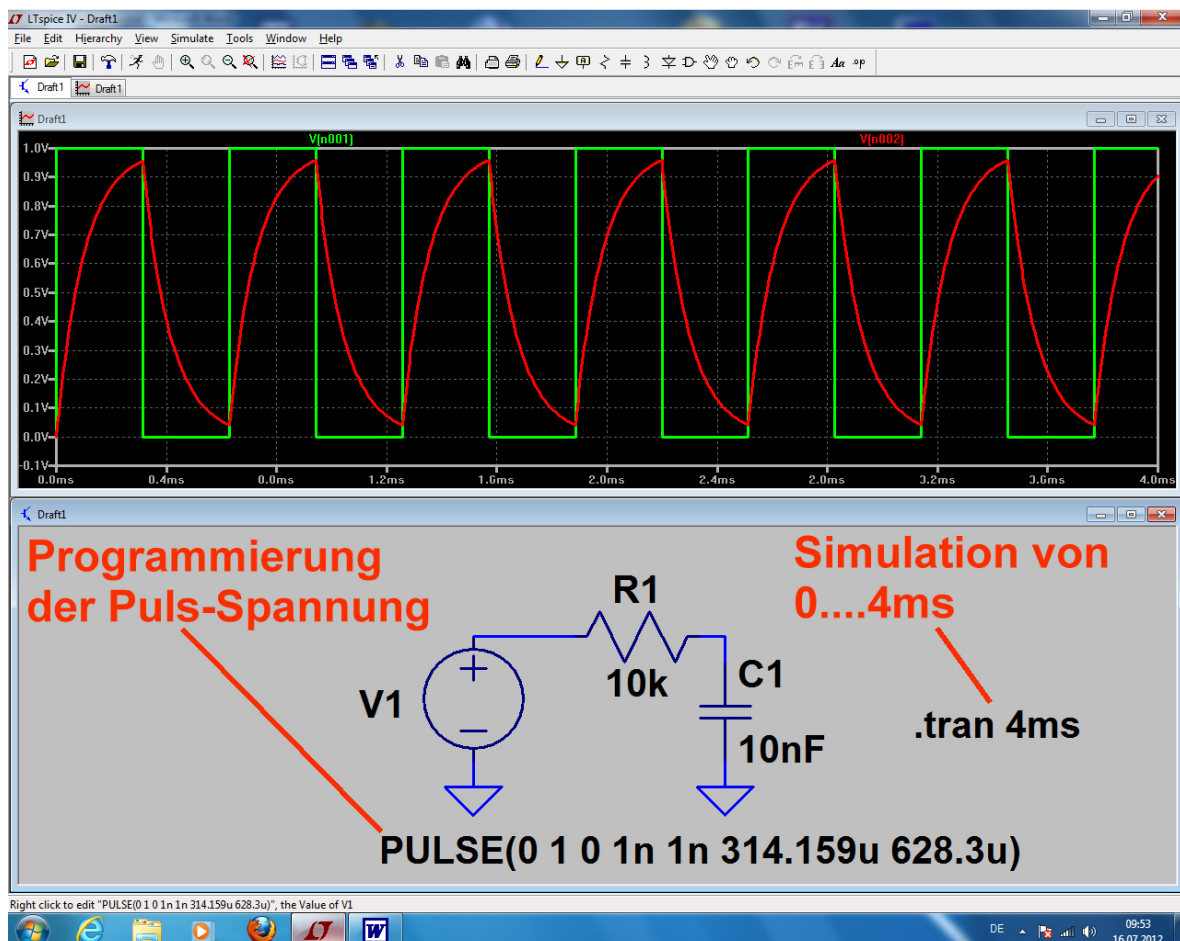 LTspice IV - Draft1
File Edit Hierarchy View Simulate Tools Window Help
Aa .op
Draft1 Draft1
Draft1
V(n001) V(n002)
1.0V
0.9V
0.8V
0.7V
0.6V
0.5V
0.4V
0.3V
0.2V
0.1V
0.0V
-0.1V
0.0ms 0.4ms 0.0ms 1.2ms 1.6ms 2.0ms 2.4ms 2.0ms 3.2ms 3.6ms 4.0ms
Draft1
Programmierung
der Puls-Spannung
Simulation von
0....4ms
R1
10k
V1
C1
10nF
.tran 4ms
PULSE(0 1 0 1n 1n 314.159u 628.3u)
Right click to edit "PULSE(0 1 0 1n 1n 314.159u 628.3u)", the Value of V1
DE
09:53
16.07.2012